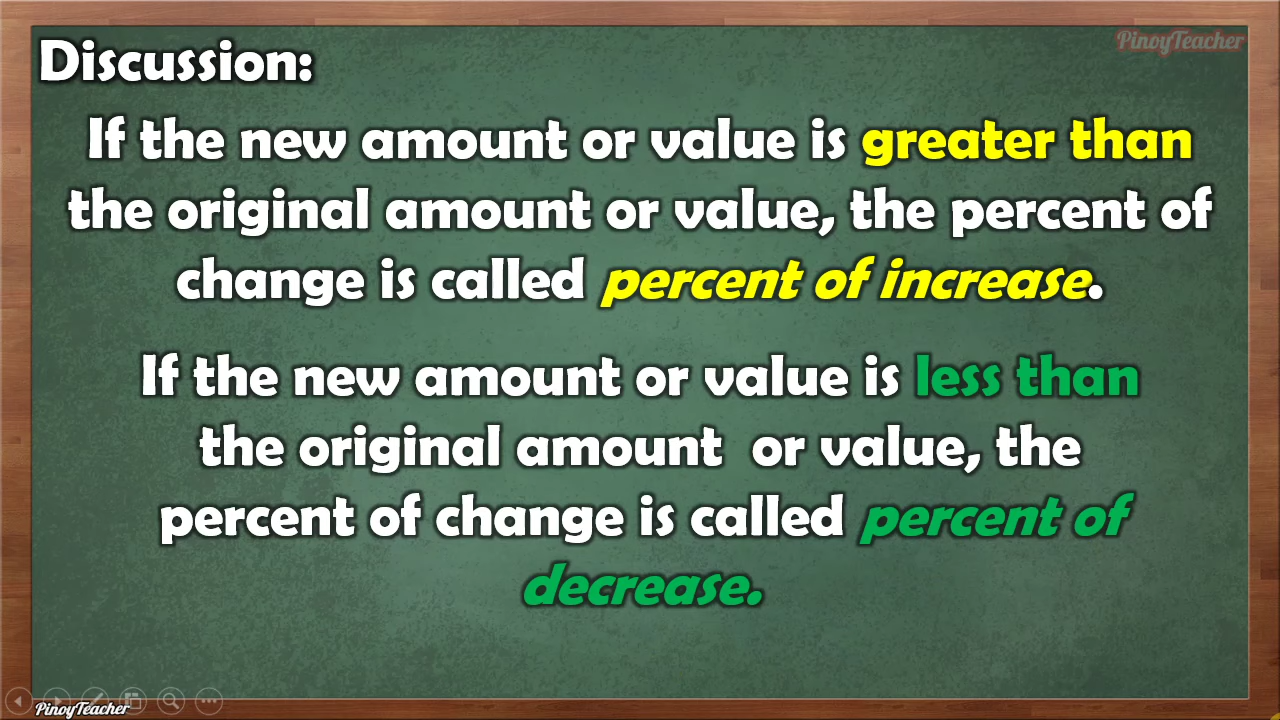 PinoyTeacher
Discussion:
If the new amount or value is greater than
the original amount or value, the percent of
change is called percent of increase.
If the new amount or value is less than
the original amount or value, the
percent of change is called percent of
decrease.
PinoyTeacher